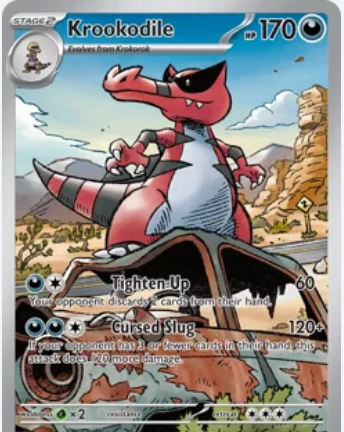 STAGE2 Krookodile HP 170
Evolves from Krokorok
Tighten Up 60
Your opponent discards 2 cards from their hand.
Cursed Slug 120+
If your opponent has 3 or fewer cards in their hand, this
attack does 120 more damage.
weakness ×2 resistance retreat